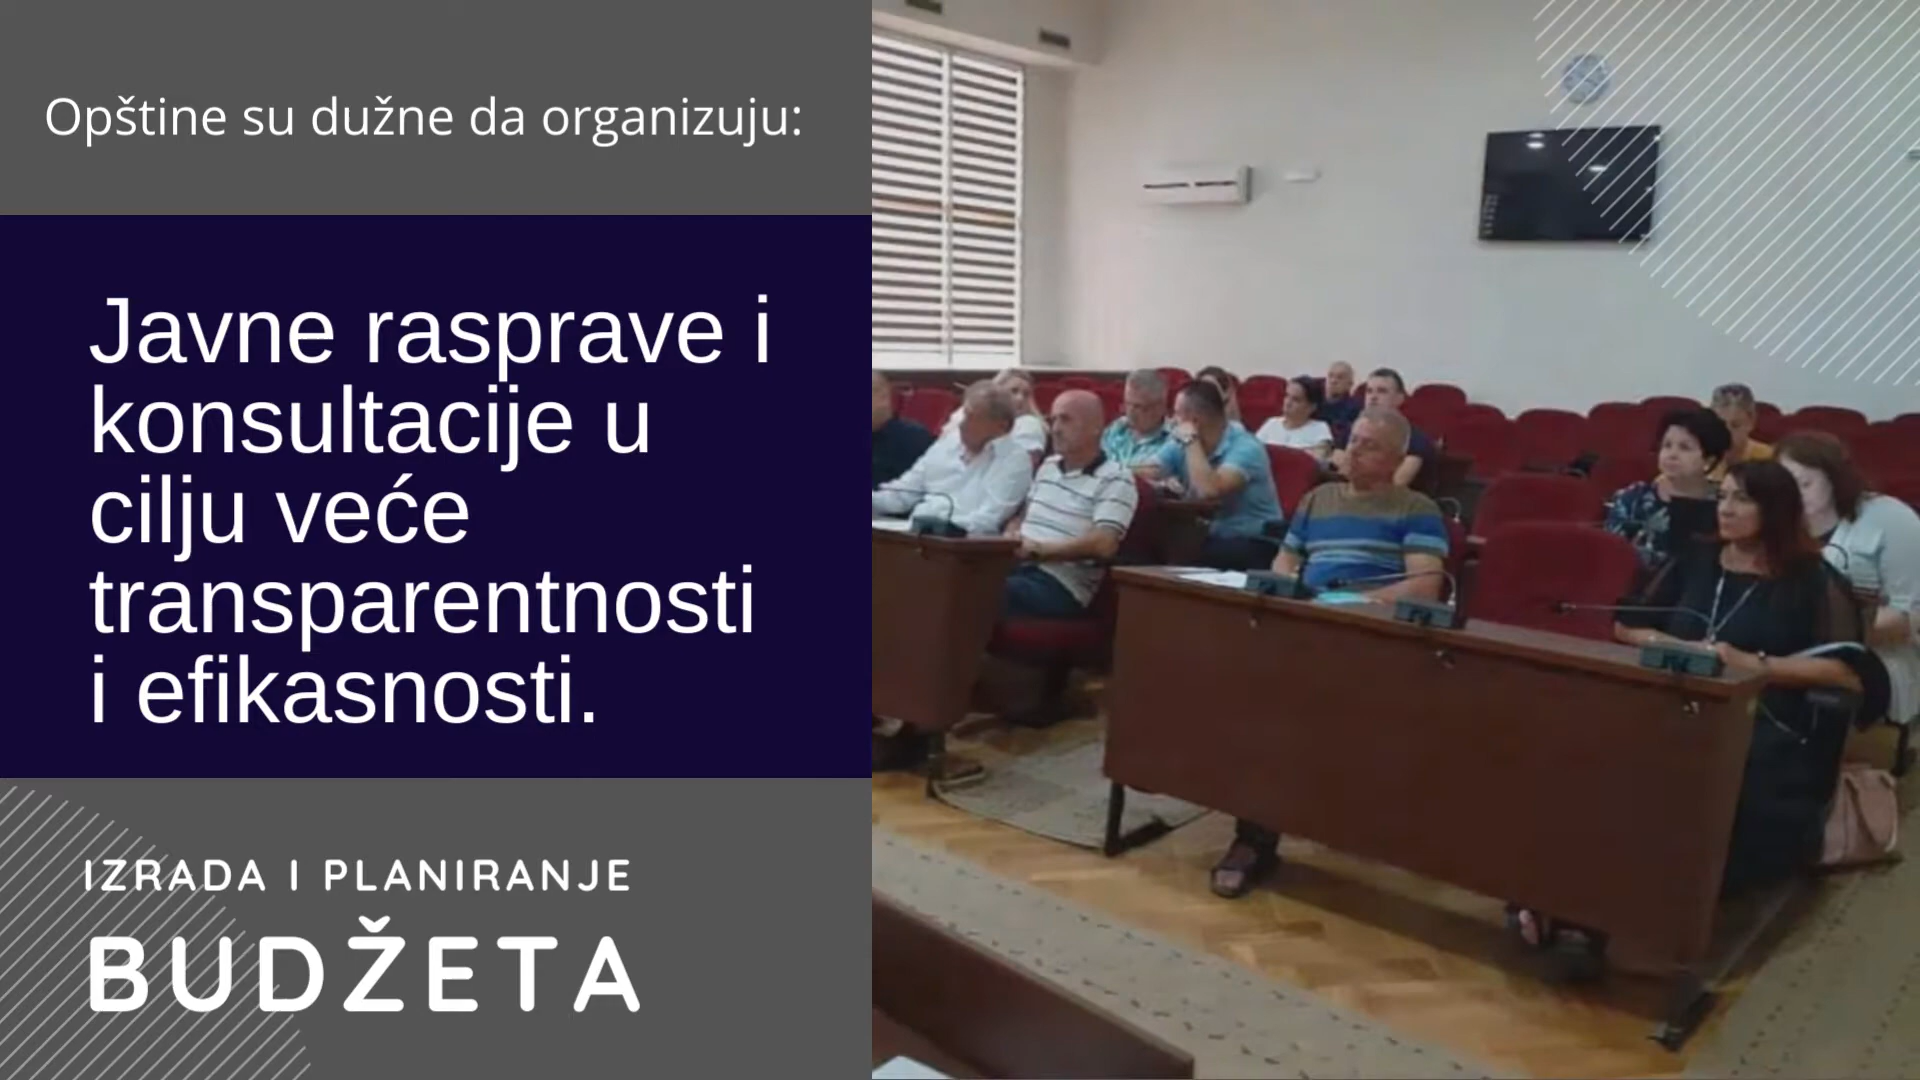 Opštine su dužne da organizuju:
Javne rasprave i
konsultacije u
cilju veće
transparentnosti
i efikasnosti.
IZRADA I PLANIRANJE
BUDŽETA